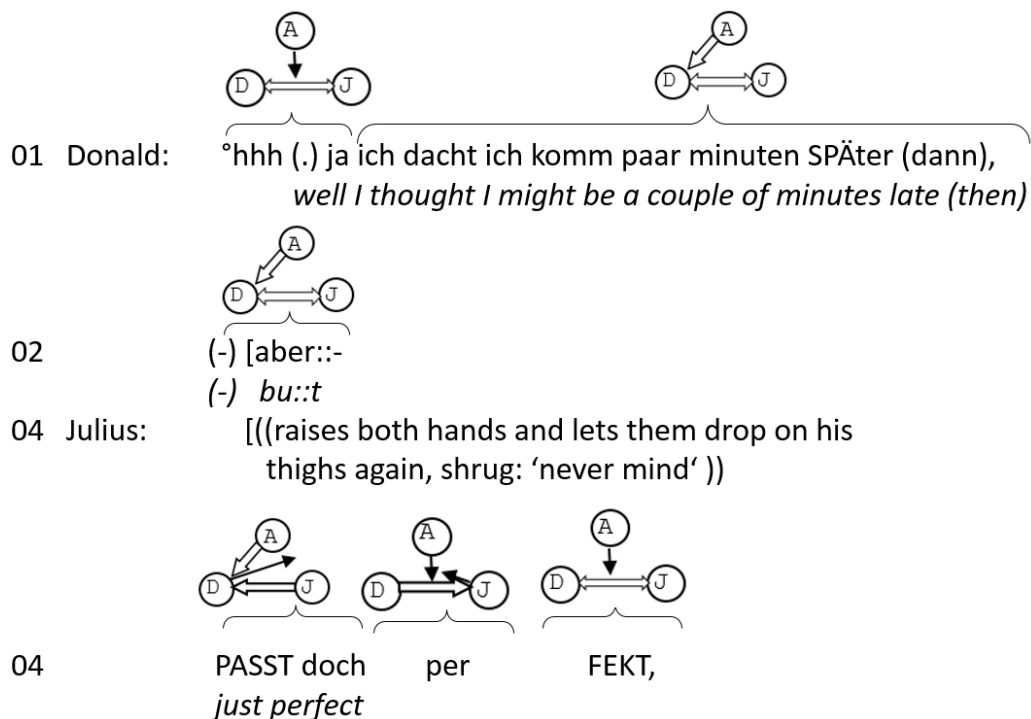 A
D J
A
D J
01 Donald: °hhh (.) ja ich dacht ich komm paar minuten SPÄter (dann),
well I thought I might be a couple of minutes late (then)
A
D J
02 (-) [aber::-
(-) bu::t
04 Julius: [((raises both hands and lets them drop on his
thighs again, shrug: ‘never mind‘ ))
A
D J
A
D J
A
D J
04 PASST doch per FEKT,
just perfect